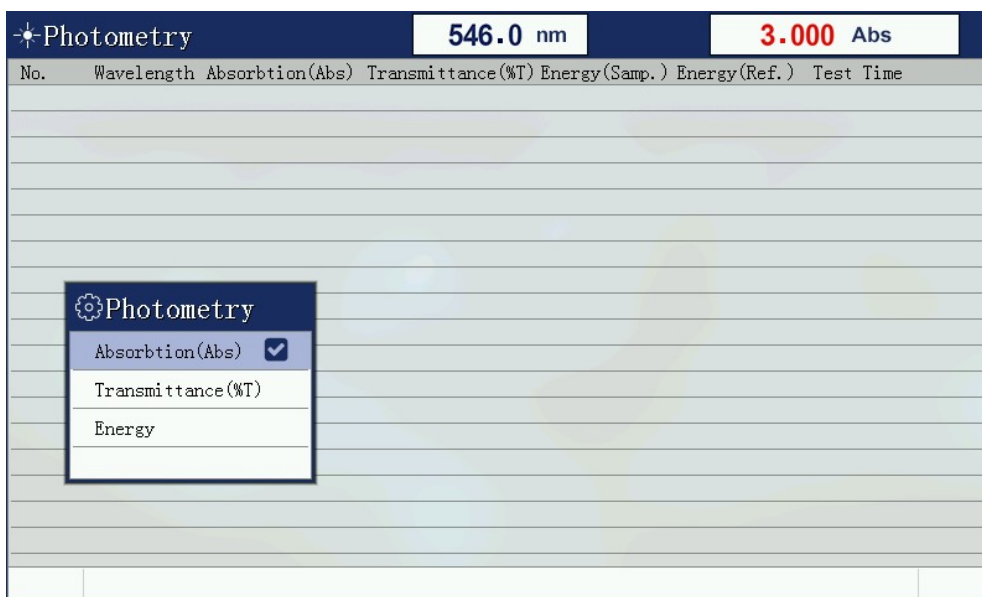 Photometry 546.0 nm 3.000 Abs
No. Wavelength Absorbtion(Abs) Transmittance(%T) Energy(Samp.) Energy(Ref.) Test Time
Photometry
Absorbtion(Abs)
Transmittance(%T)
Energy